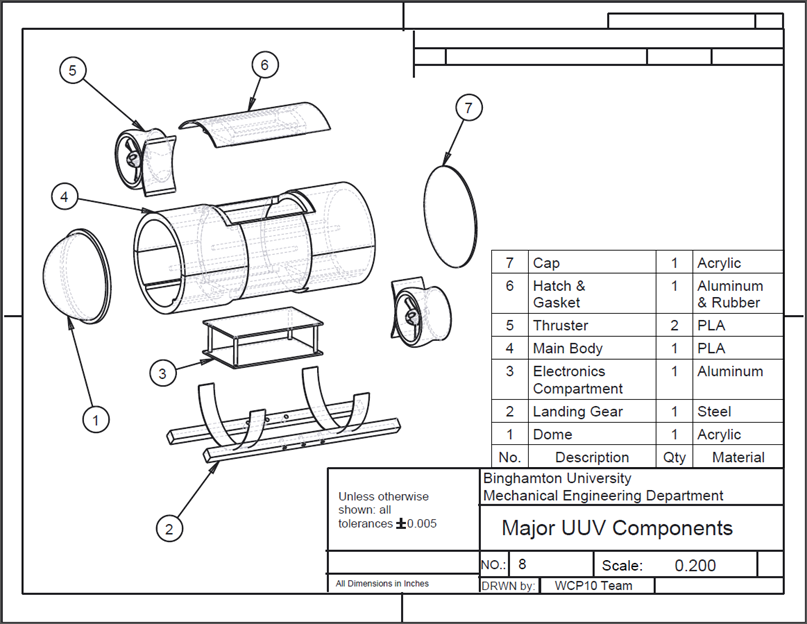 5
6
7
4
3
1
2
7 Cap 1 Acrylic
6 Hatch & 1 Aluminum
Gasket & Rubber
5 Thruster 2 PLA
4 Main Body 1 PLA
3 Electronics 1 Aluminum
Compartment
2 Landing Gear 1 Steel
1 Dome 1 Acrylic
No. Description Qty Material
Binghamton University
Mechanical Engineering Department
Unless otherwise
shown: all
tolerances ±0.005
Major UUV Components
NO.: 8 Scale: 0.200
All Dimensions in Inches
DRWN by: WCP10 Team